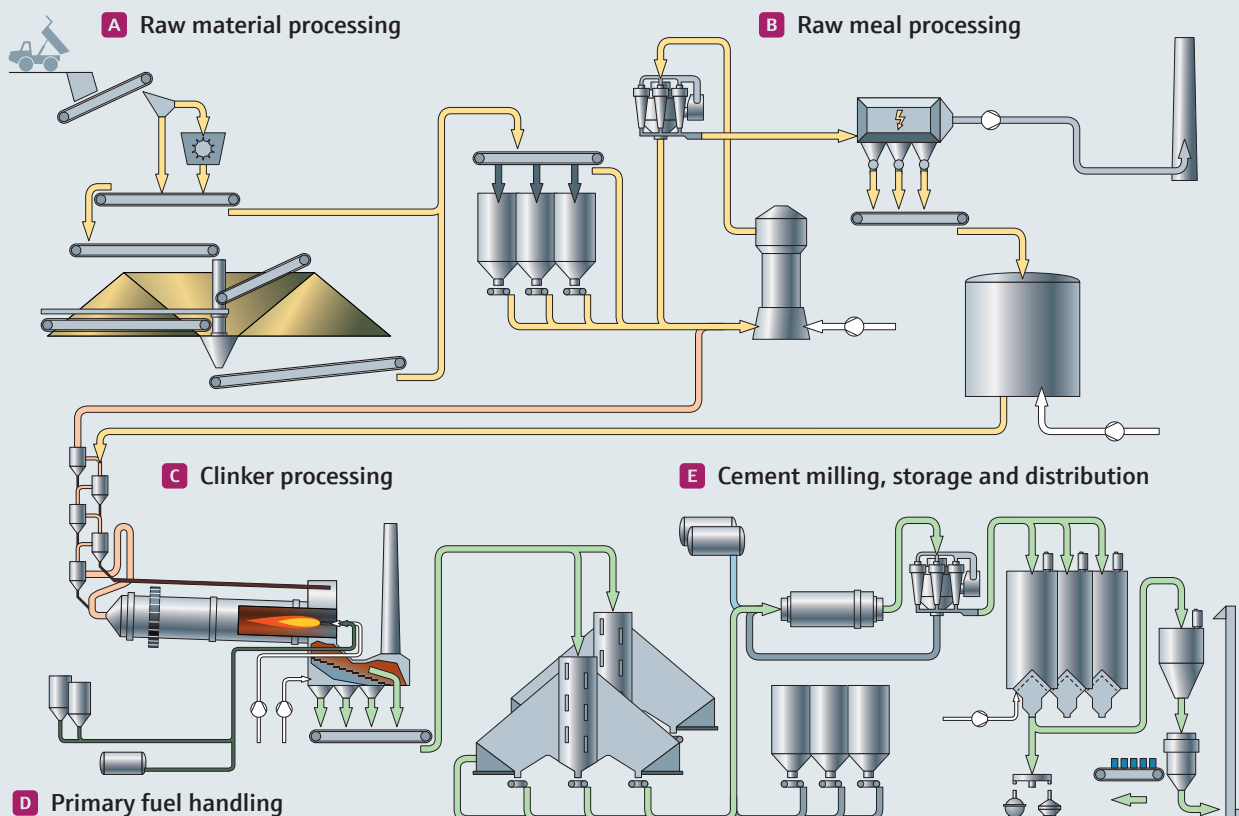 A Raw material processing
B Raw meal processing
C Clinker processing
E Cement milling, storage and distribution
D Primary fuel handling